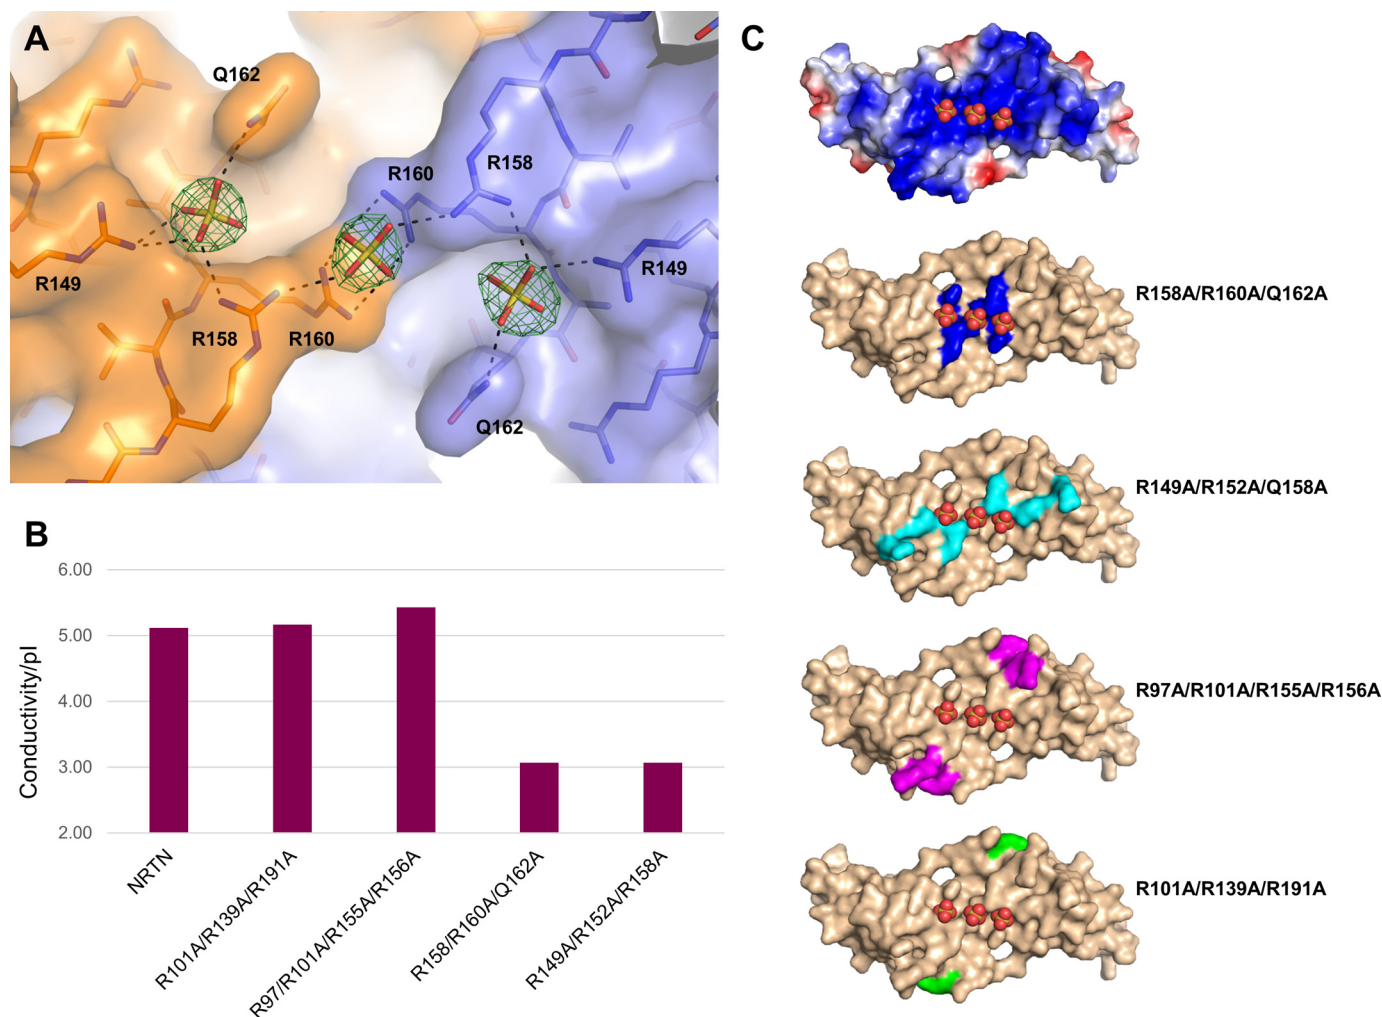 A
Q162
R158
R160
R149
R149
R158
R160
Q162
B
6.00
5.00
4.00
3.00
2.00
Conductivity/pI
NRTN
R101A/R139A/R191A
R97/R101A/R155A/R156A
R158/R160A/Q162A
R149A/R152A/R158A
C
R158A/R160A/Q162A
R149A/R152A/Q158A
R97A/R101A/R155A/R156A
R101A/R139A/R191A